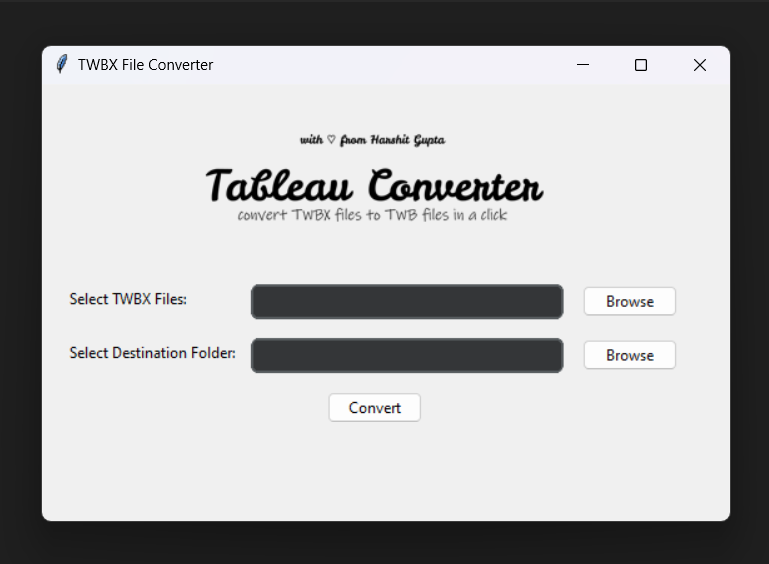 TWBX File Converter
with ♡ from Harshit Gupta
Tableau Converter
convert TWBX files to TWB files in a click
Select TWBX Files:
Browse
Select Destination Folder:
Browse
Convert